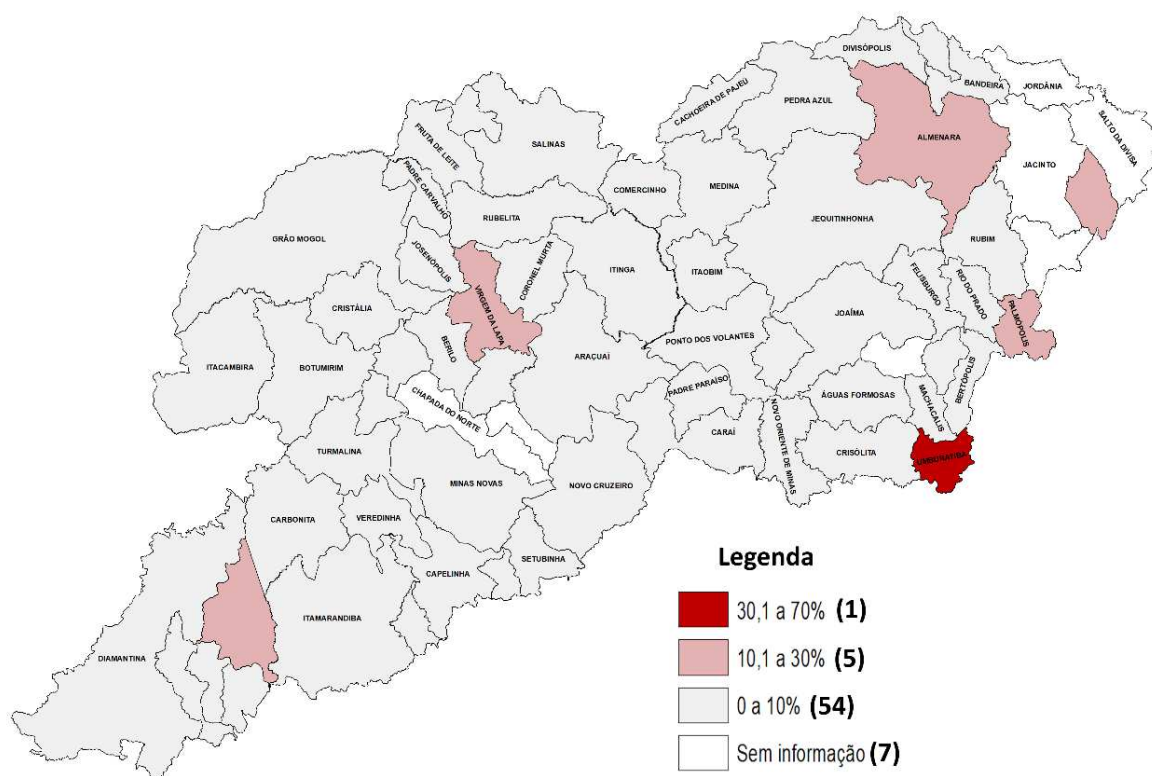 DIVISÓPOLIS
BANDEIRA
JORDÂNIA
CACHOEIRA DE PAJEU
PEDRA AZUL
SALTO DA DIVISA
ALMENARA
FRUTA DE LEITE
SALINAS
JACINTO
PADRE CARVALHO
COMERCINHO
MEDINA
RUBELITA
JEQUITINHONHA
GRÃO MOGOL
RUBIM
JOSENÓPOLIS
CORONEL MURTA
ITINGA
ITAOBIM
FELISBURGO
RIO DO PRADO
CRISTÁLIA
VIRGEM DA LAPA
JOAÍMA
PALMÓPOLIS
PONTO DOS VOLANTES
BERILO
ARAÇUAÍ
ITACAMBIRA
BOTUMIRIM
BERTÓPOLIS
PADRE PARAÍSO
ÁGUAS FORMOSAS
MACHACALIS
CHAPADA DO NORTE
CARAÍ
NOVO ORIENTE DE MINAS
TURMALINA
CRISÓLITA
UMBURATIBA
MINAS NOVAS
NOVO CRUZEIRO
CARBONITA
VEREDINHA
SETUBINHA
CAPELINHA
ITAMARANDIBA
DIAMANTINA
Legenda
30,1 a 70% (1)
10,1 a 30% (5)
0 a 10% (54)
Sem informação (7)